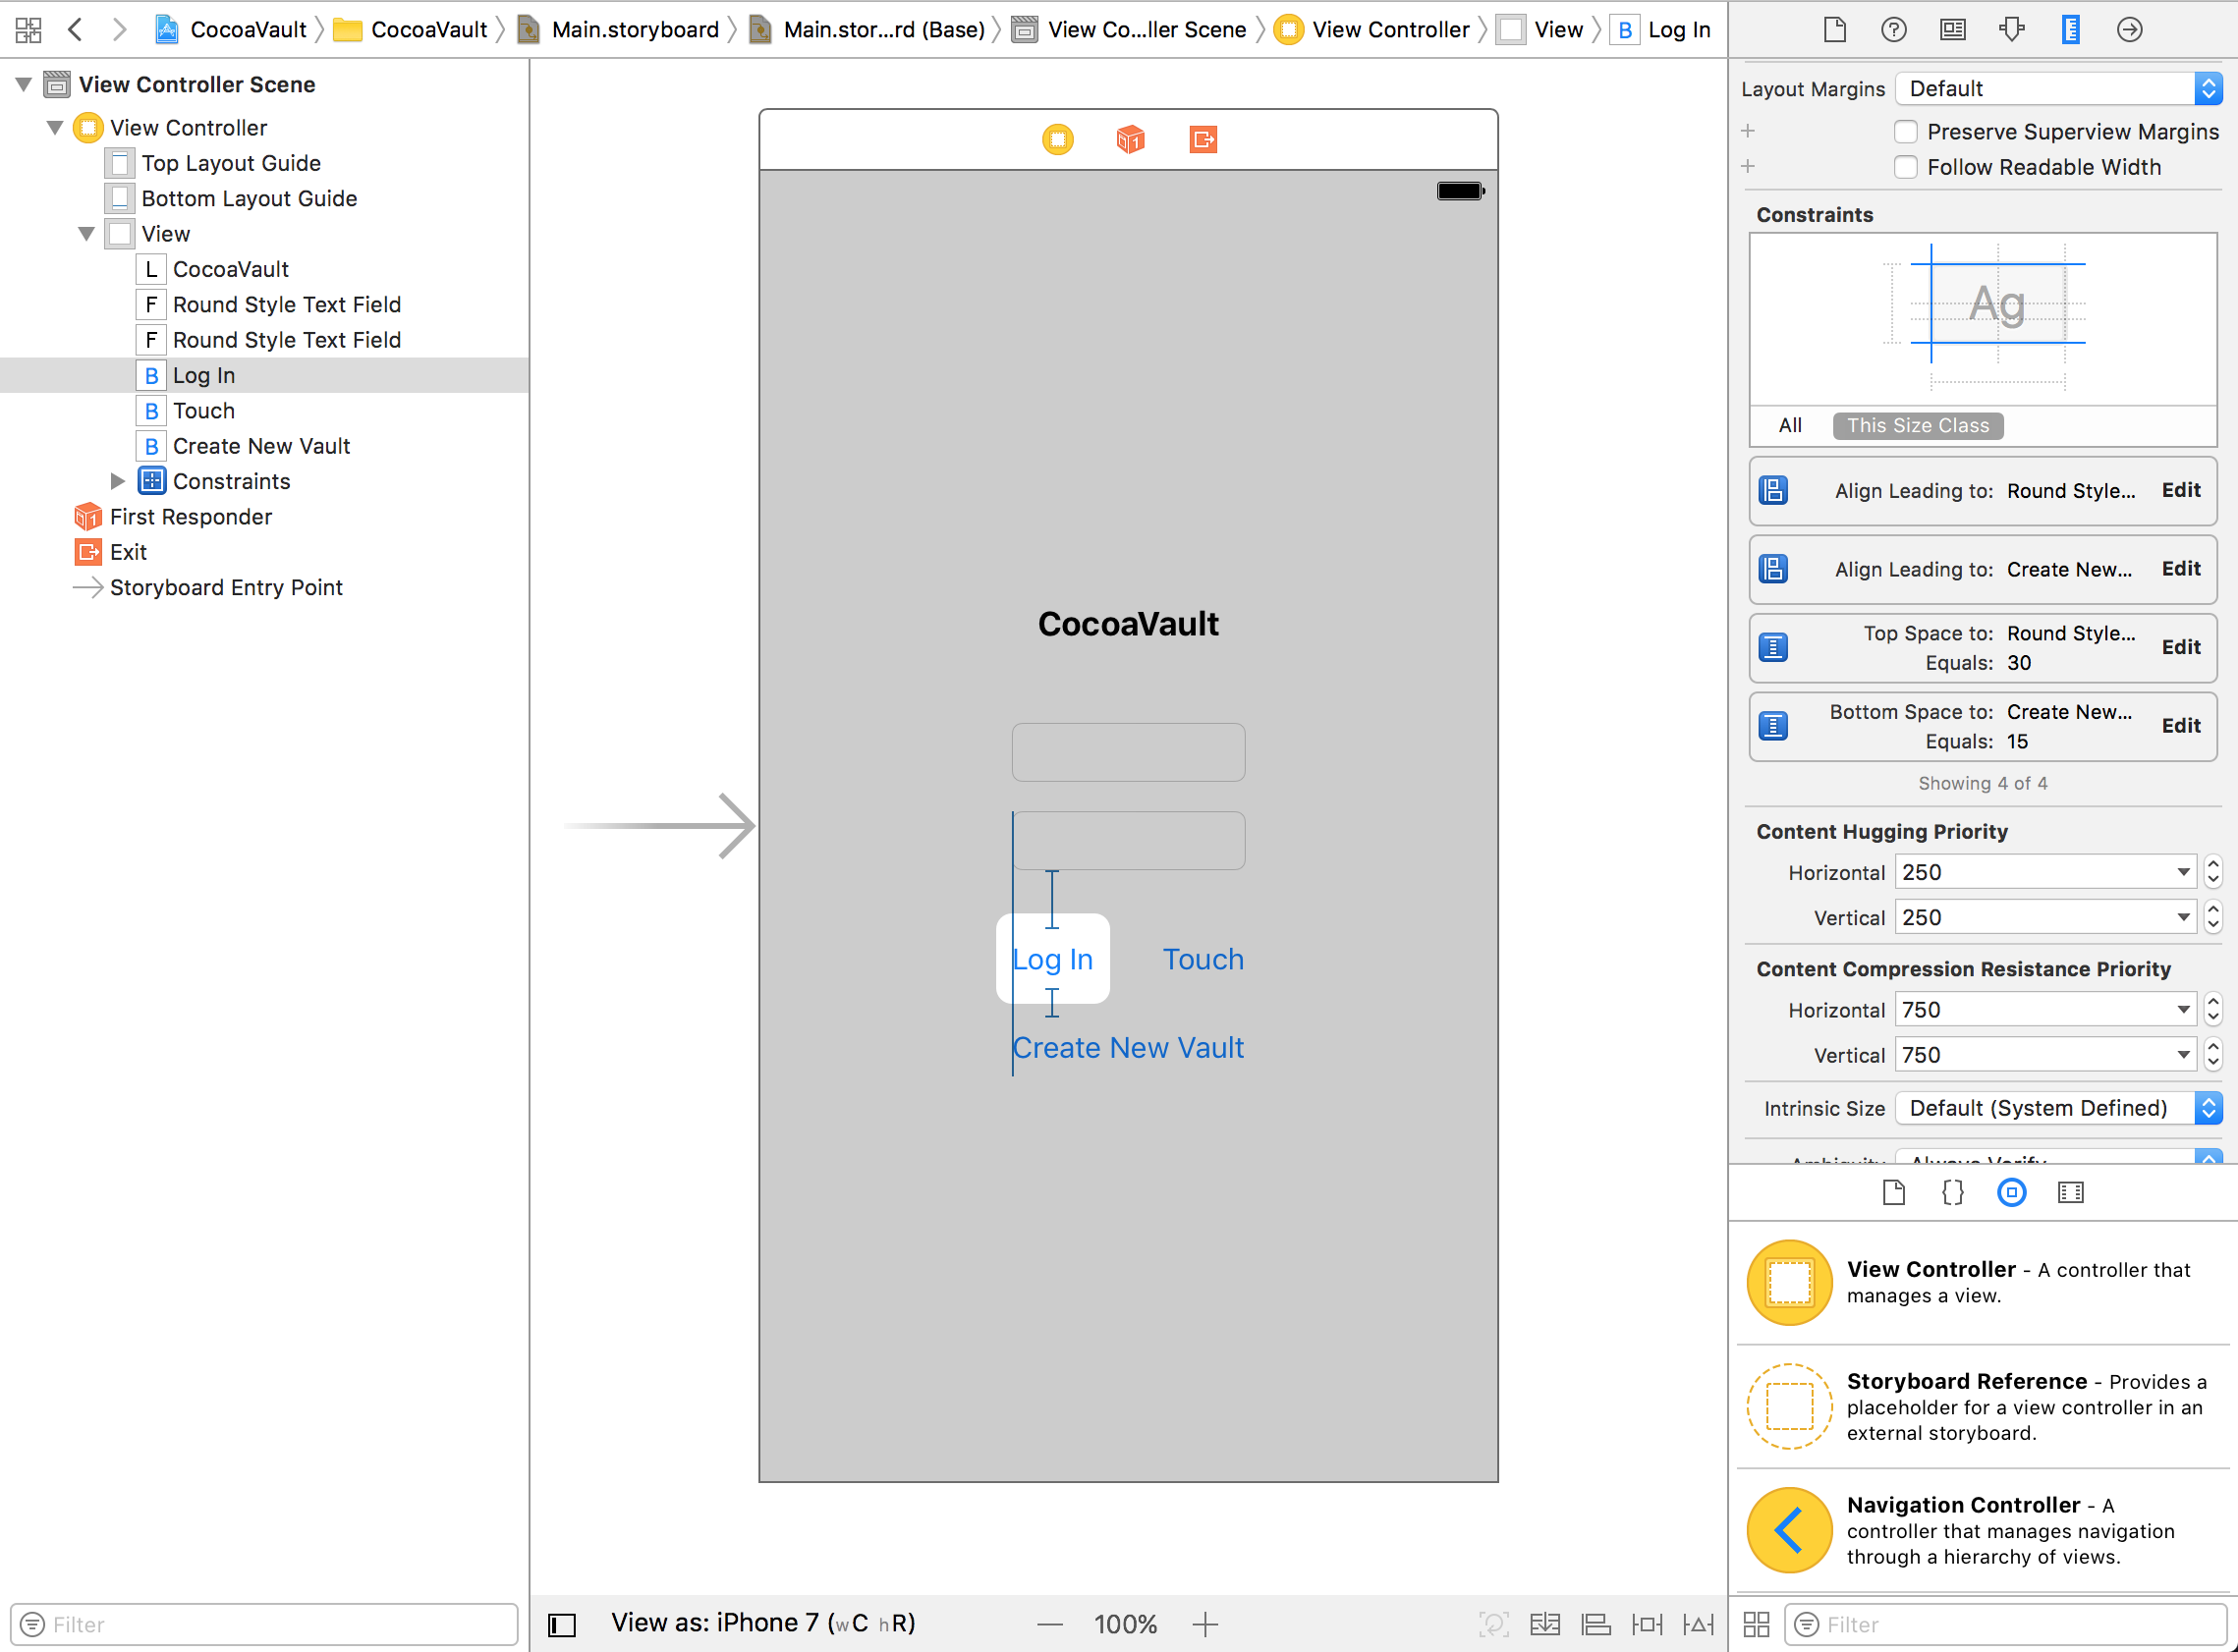 CocoaVault
CocoaVault
Main.storyboard
Main.stor...rd (Base)
View Co...ller Scene
View Controller
View
B
Log In
View Controller Scene
View Controller
Top Layout Guide
Bottom Layout Guide
View
L CocoaVault
F Round Style Text Field
F Round Style Text Field
B Log In
B Touch
B Create New Vault
Constraints
First Responder
Exit
Storyboard Entry Point
Filter
CocoaVault
Log In
Touch
Create New Vault
View as: iPhone 7 (wC hR)
100%
Layout Margins Default
Preserve Superview Margins
Follow Readable Width
Constraints
Ag
All This Size Class
Align Leading to: Round Style... Edit
Align Leading to: Create New... Edit
Top Space to: Round Style... Edit
Equals: 30
Bottom Space to: Create New... Edit
Equals: 15
Showing 4 of 4
Content Hugging Priority
Horizontal 250
Vertical 250
Content Compression Resistance Priority
Horizontal 750
Vertical 750
Intrinsic Size Default (System Defined)
Ambiguity Always Verify
{}
View Controller - A controller that
manages a view.
Storyboard Reference - Provides a
placeholder for a view controller in an
external storyboard.
Navigation Controller - A
controller that manages navigation
through a hierarchy of views.
Filter